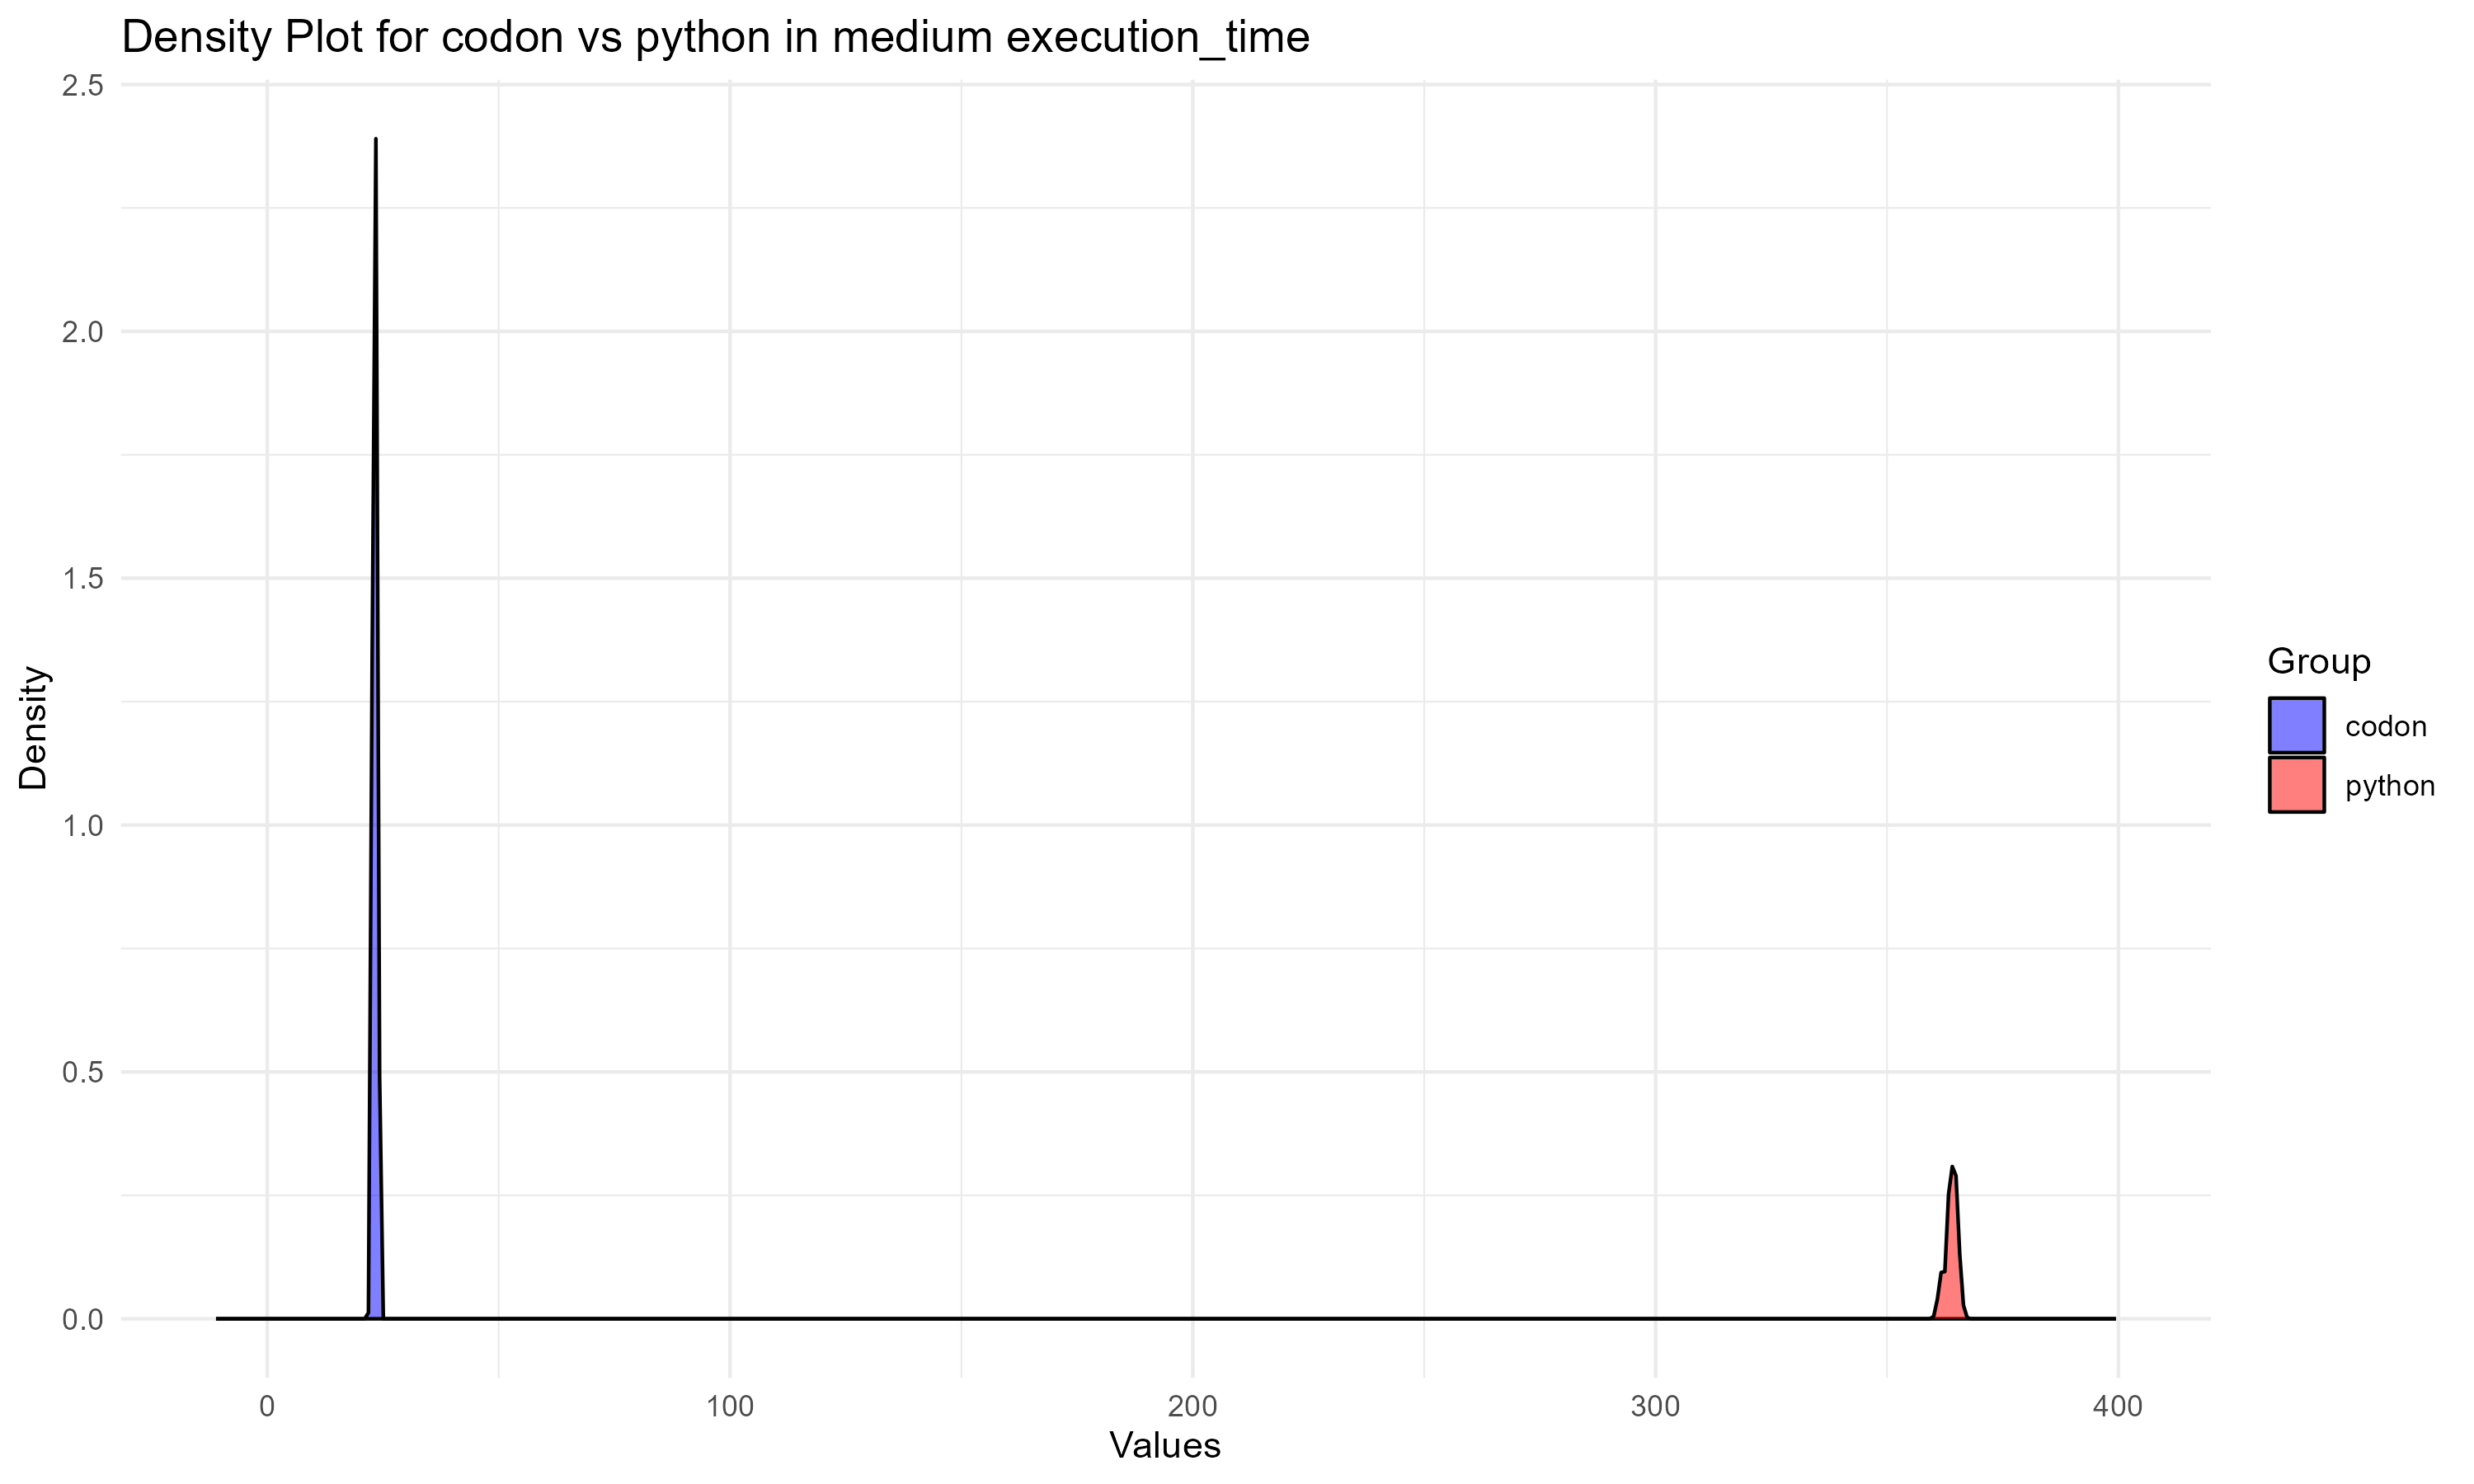 Density Plot for codon vs python in medium execution_time
2.5
2.0
1.5
1.0
0.5
0.0
Density
0 100 200 300 400
Values
Group
codon
python